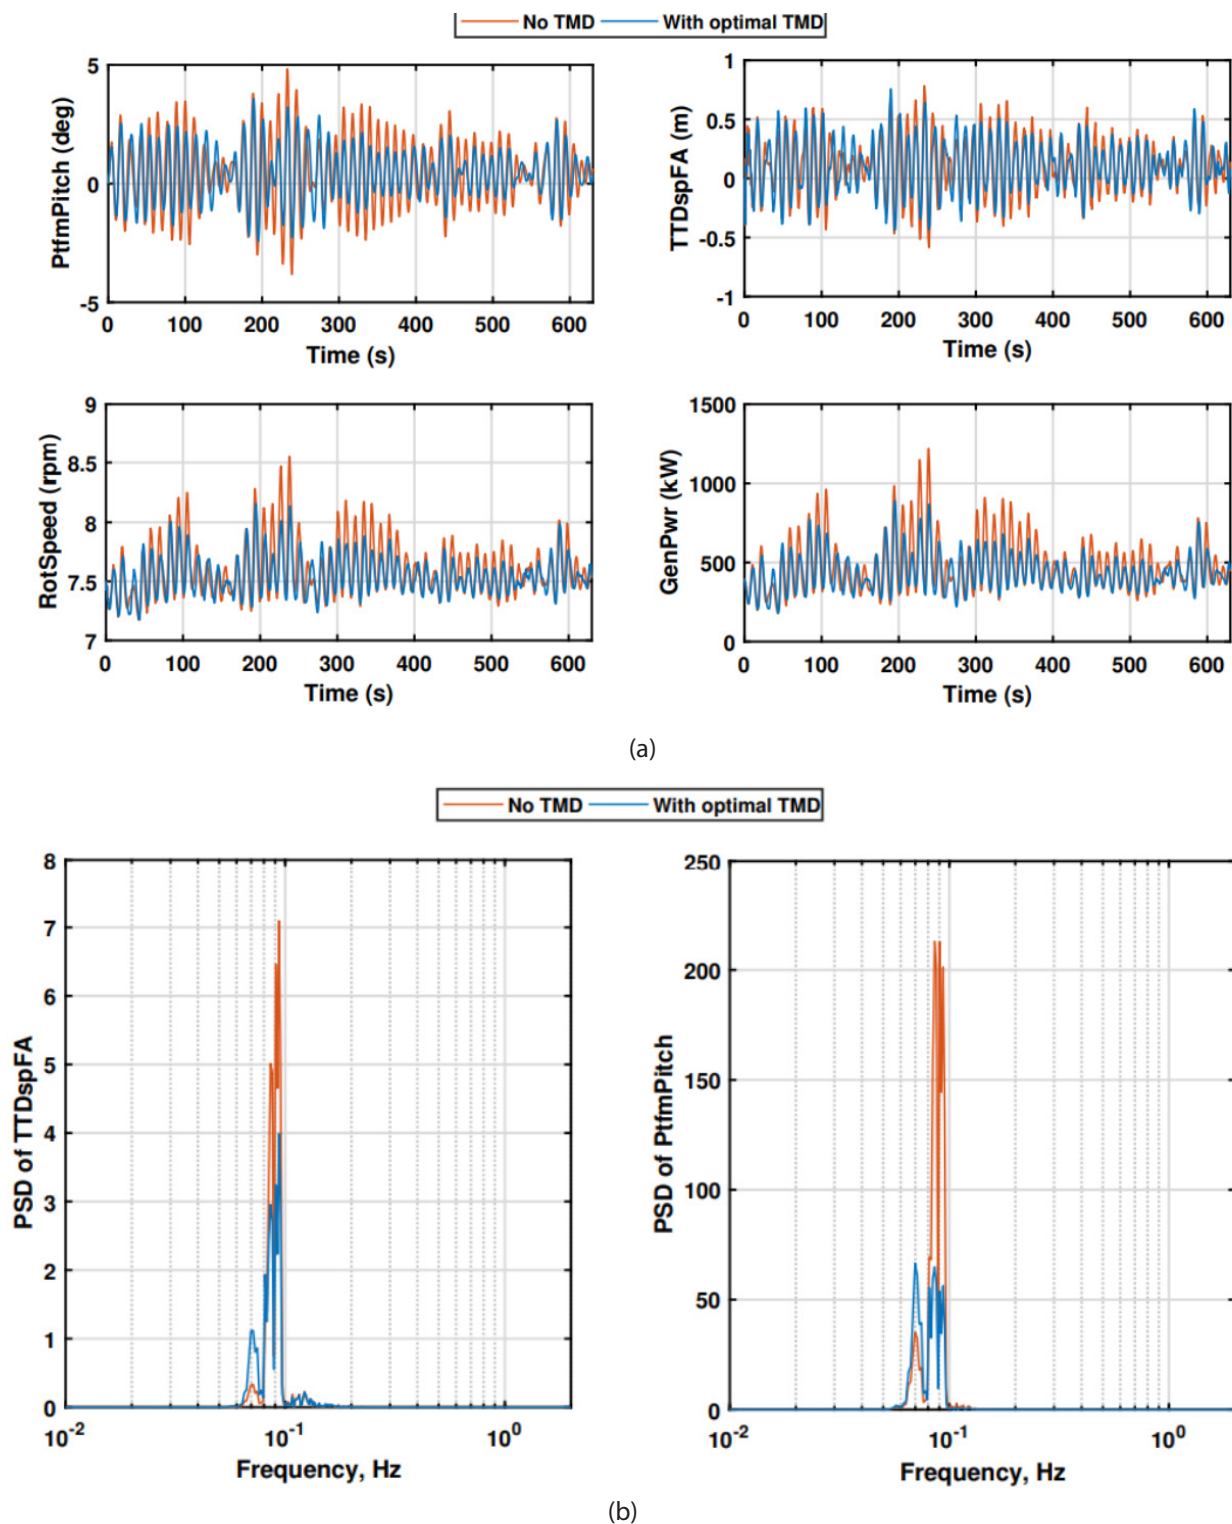 No TMD With optimal TMD
PtfmPitch (deg)
5
0
-5
0 100 200 300 400 500 600
Time (s)
TTDspFA (m)
1
0.5
0
-0.5
-1
0 100 200 300 400 500 600
Time (s)
RotSpeed (rpm)
9
8.5
8
7.5
7
0 100 200 300 400 500 600
Time (s)
GenPwr (kW)
1500
1000
500
0
0 100 200 300 400 500 600
Time (s)
(a)
No TMD With optimal TMD
PSD of TTDspFA
8
7
6
5
4
3
2
1
0
10-2 10-1 100
Frequency, Hz
PSD of PtfmPitch
250
200
150
100
50
0
10-2 10-1 100
Frequency, Hz
(b)